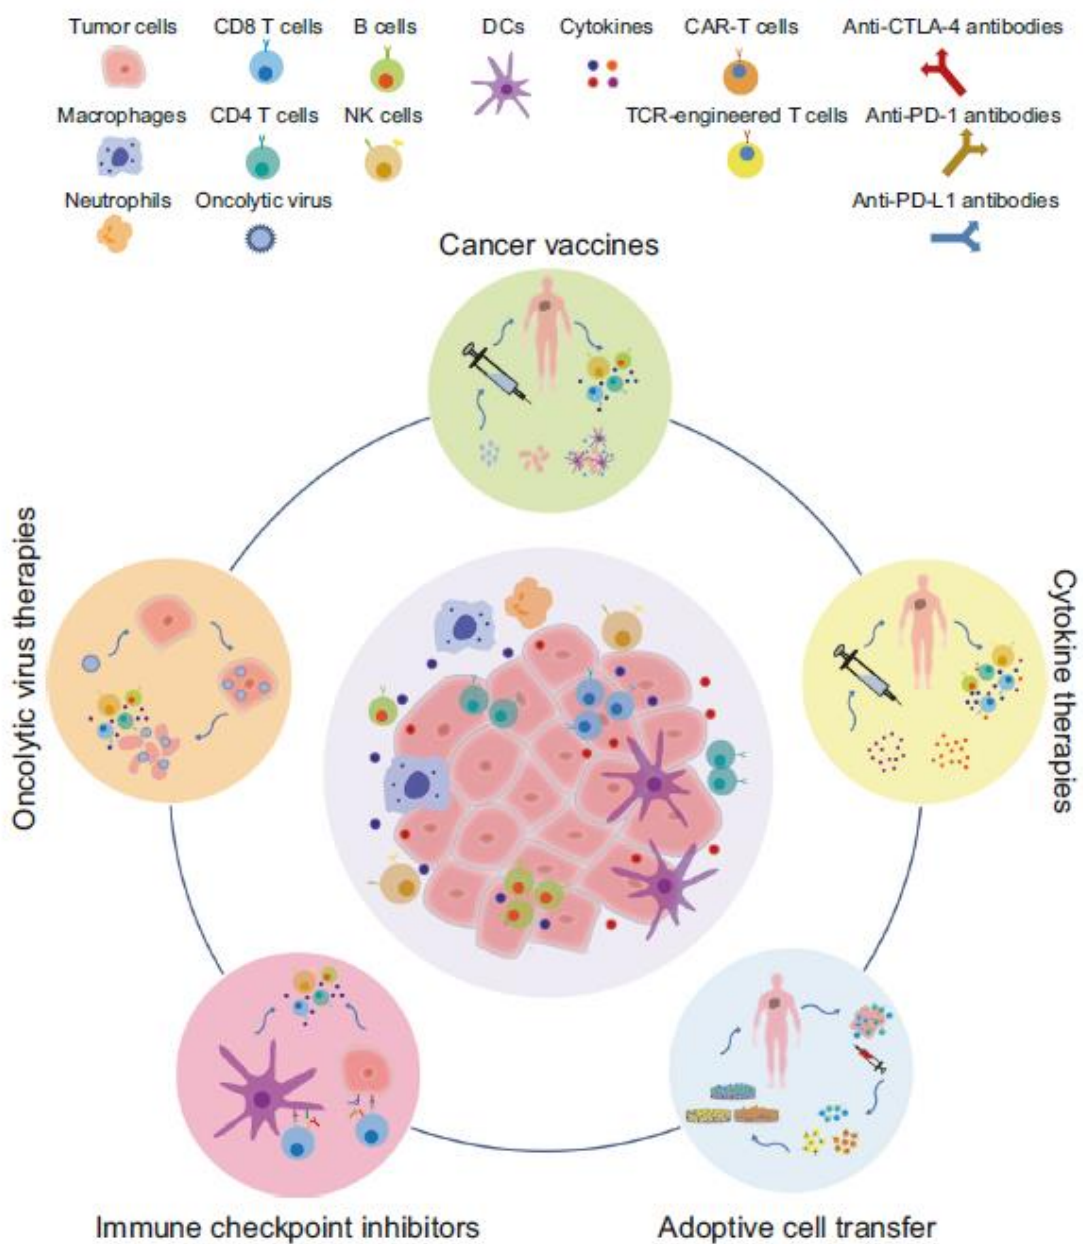 Tumor cells CD8 T cells B cells DCs Cytokines CAR-T cells Anti-CTLA-4 antibodies
Macrophages CD4 T cells NK cells TCR-engineered T cells Anti-PD-1 antibodies
Neutrophils Oncolytic virus Anti-PD-L1 antibodies
Cancer vaccines
Oncolytic virus therapies
Cytokine therapies
Immune checkpoint inhibitors Adoptive cell transfer